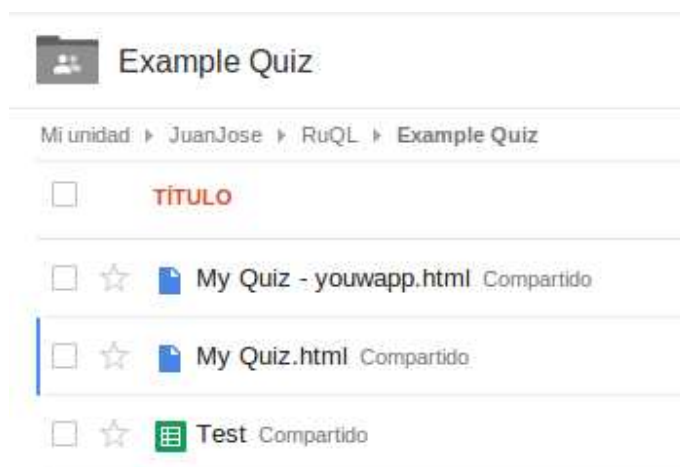 Example Quiz
Mi unidad JuanJose RuQL Example Quiz
TÍTULO
My Quiz - youwapp.html Compartido
My Quiz.html Compartido
Test Compartido